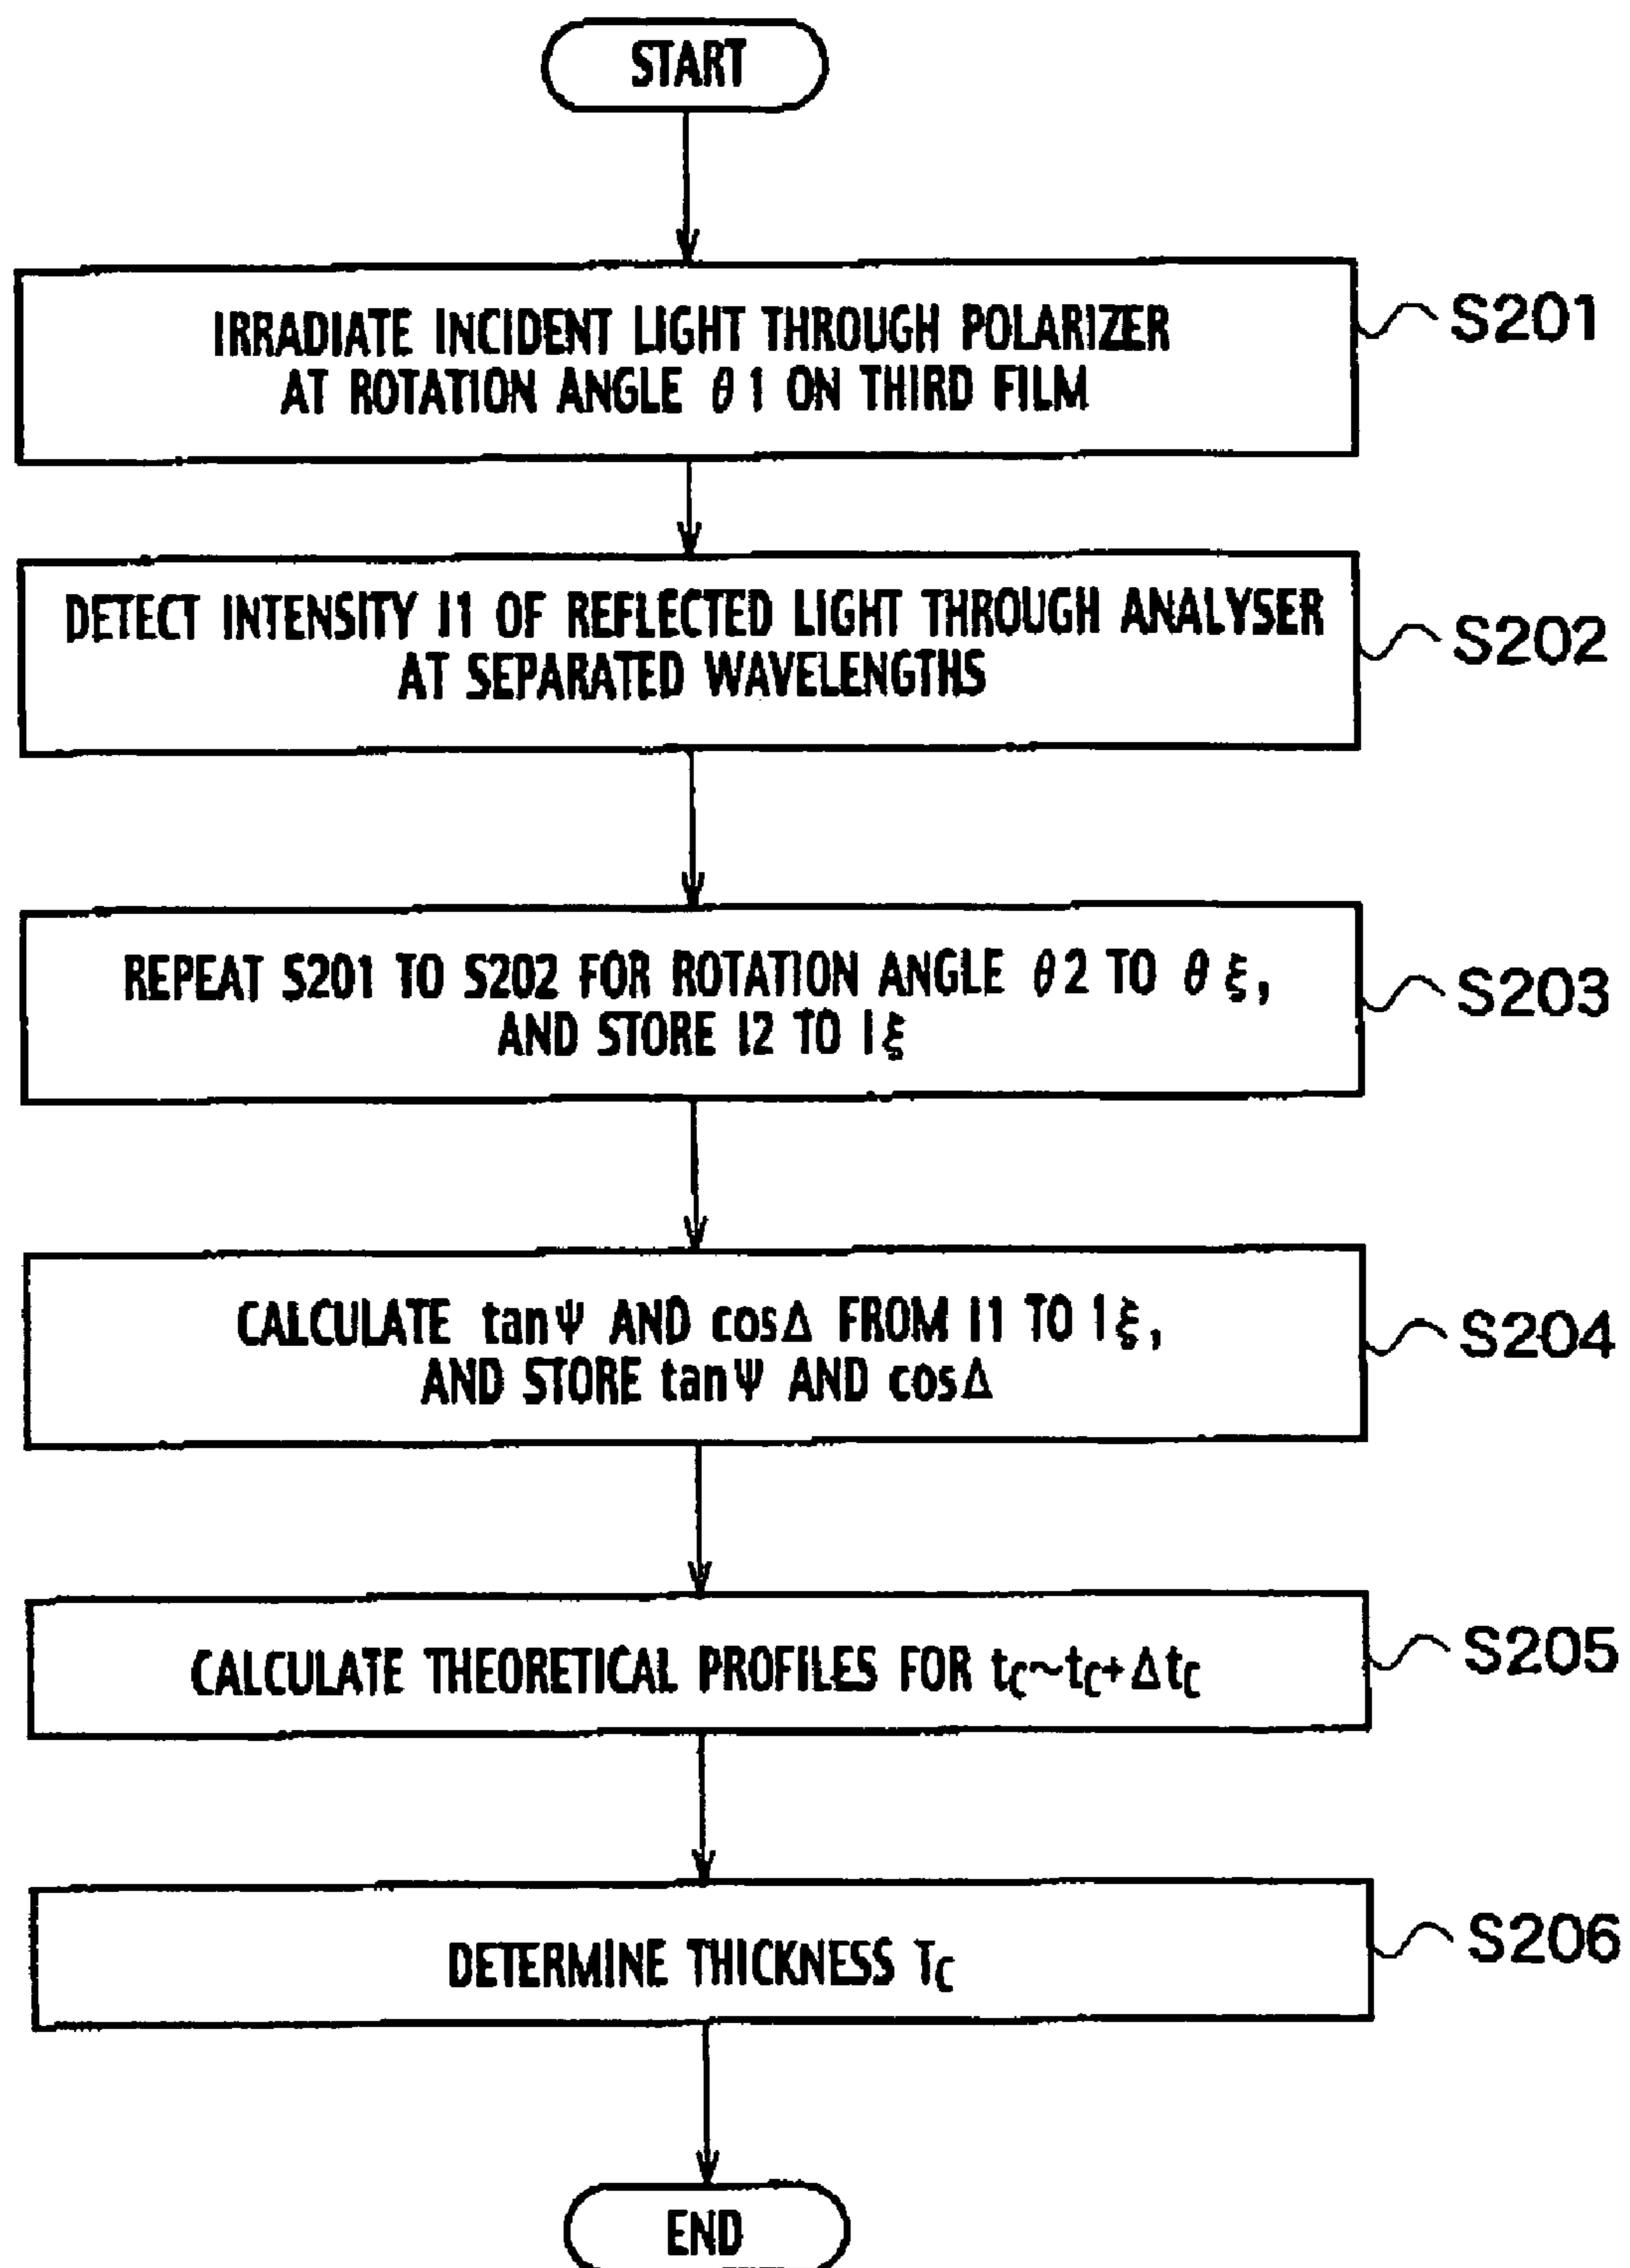 START
IRRADIATE INCIDENT LIGHT THROUGH POLARIZER
AT ROTATION ANGLE θ1 ON THIRD FILM
S201
DETECT INTENSITY I1 OF REFLECTED LIGHT THROUGH ANALYSER
AT SEPARATED WAVELENGTHS
S202
REPEAT S201 TO S202 FOR ROTATION ANGLE θ2 TO θξ,
AND STORE I2 TO Iξ
S203
CALCULATE tanΨ AND cosΔ FROM I1 TO Iξ,
AND STORE tanΨ AND cosΔ
S204
CALCULATE THEORETICAL PROFILES FOR tC~tC+ΔtC
S205
DETERMINE THICKNESS TC
S206
END